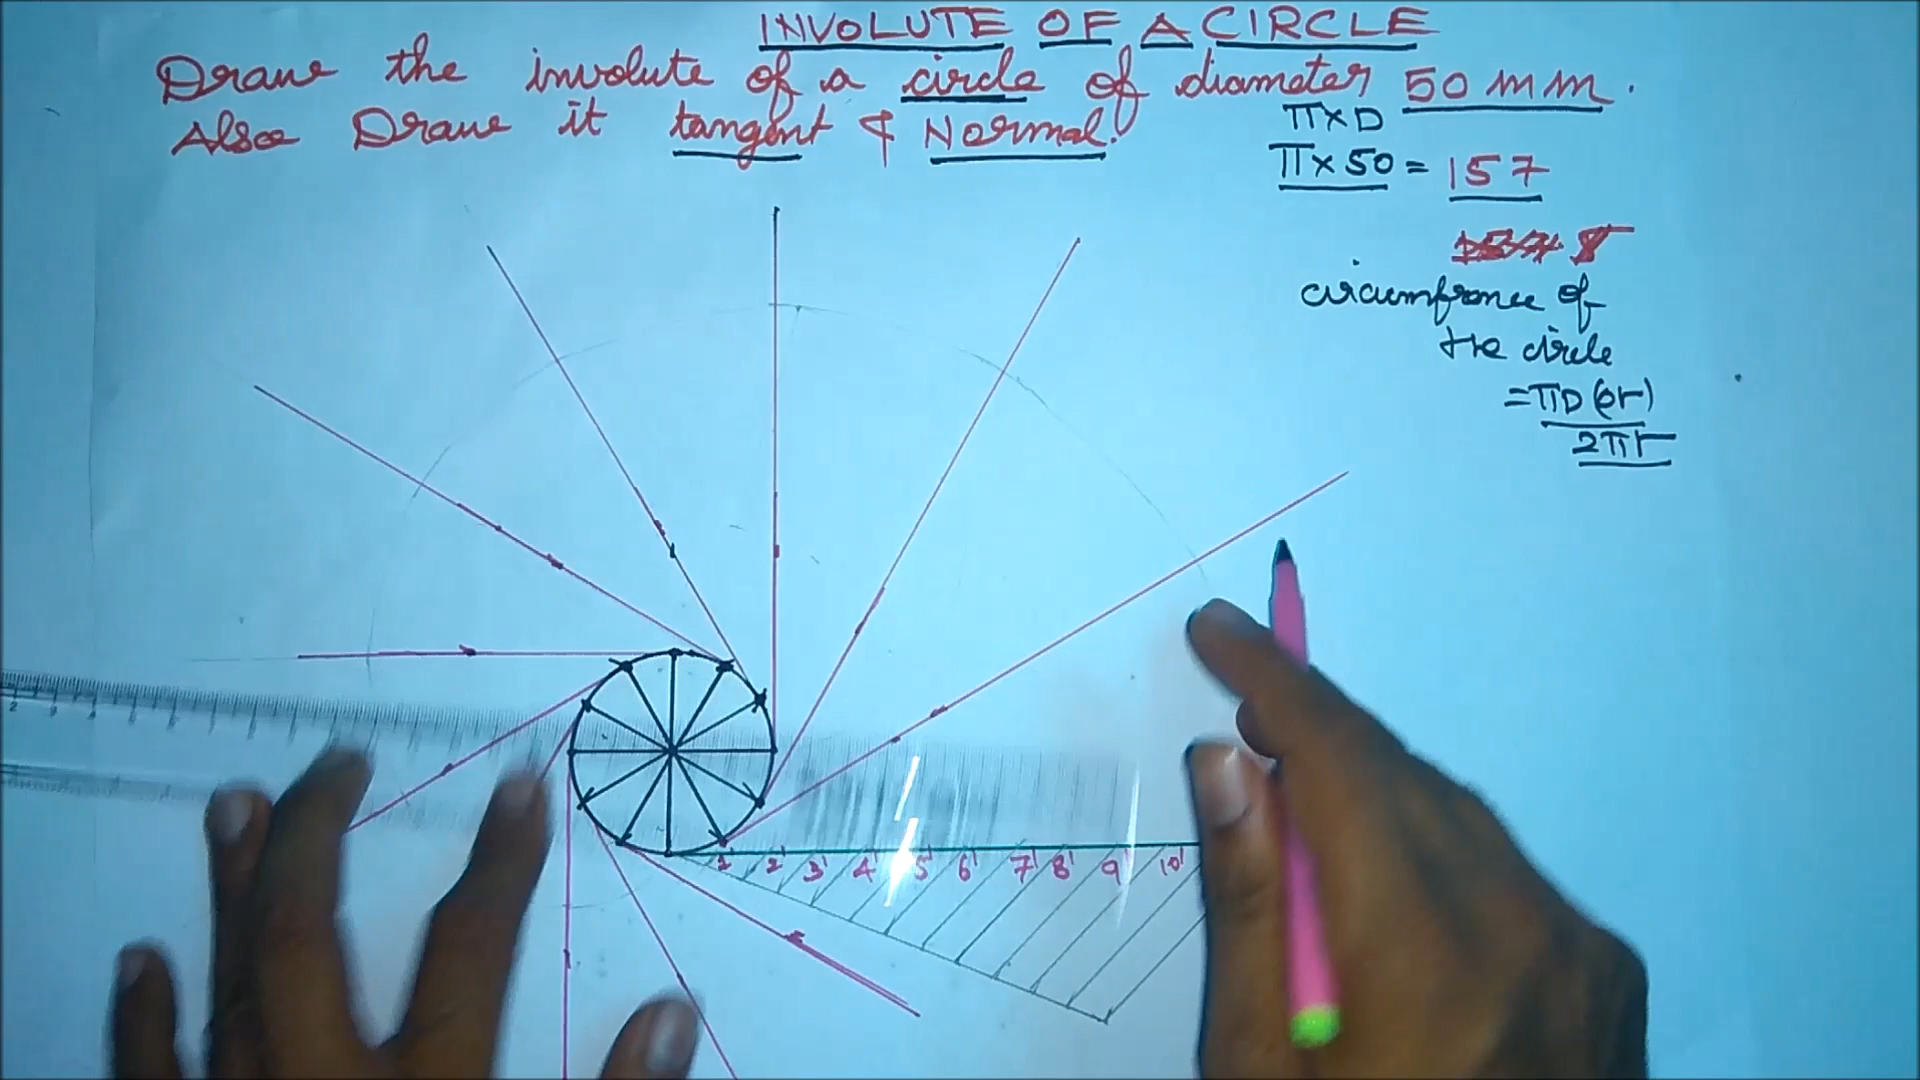 INVOLUTE OF A CIRCLE
Draw the involute of a circle of diameter 50 mm.
Also Draw it tangent & Normal.
π×D
π×50 = 157
circumfrance of
the circle
=πD (or)
2πr
1' 2' 3' 4' 5' 6' 7' 8' 9' 10'